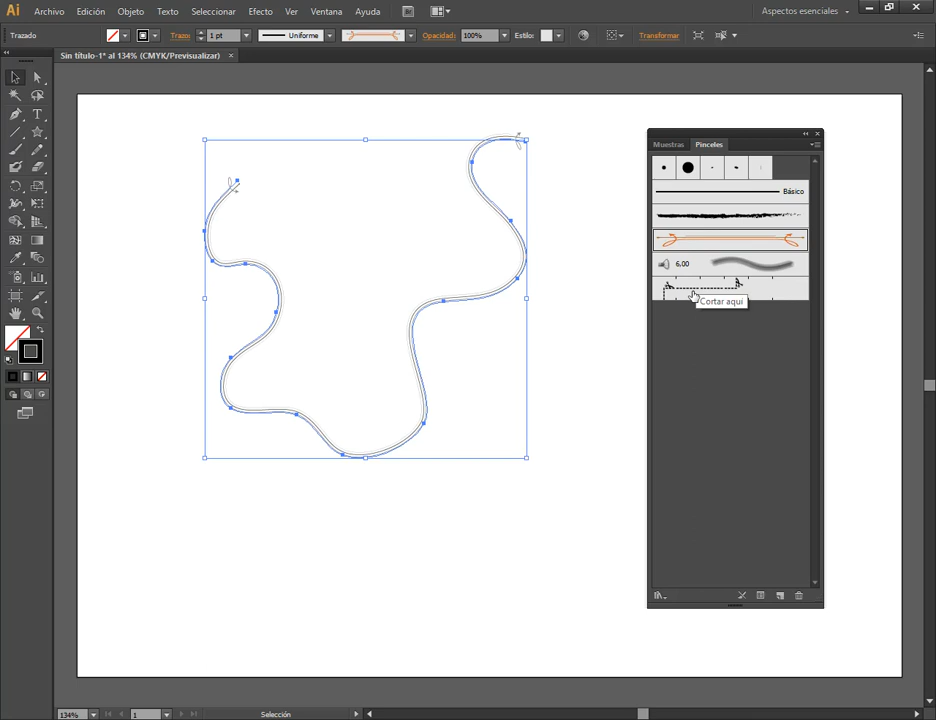 Ai Archivo Edición Objeto Texto Seleccionar Efecto Ver Ventana Ayuda Br Aspectos esenciales
Trazado Trazo: 1 pt Uniforme Opacidad: 100% Estilo: Transformar
Sin título-1* al 134% (CMYK/Previsualizar)
Muestras Pinceles
Básico
6,00
Cortar aquí
134% 1 Selección